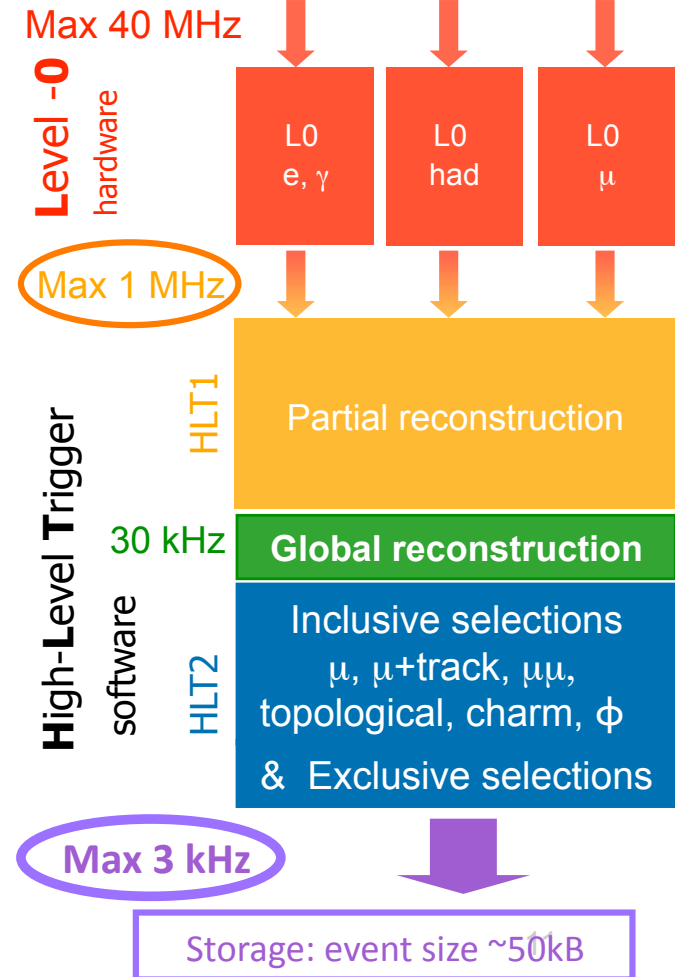 Max 40 MHz
Level -0
hardware
L0
e, γ
L0
had
L0
μ
Max 1 MHz
HLT1
Partial reconstruction
High-Level Trigger
software
30 kHz
Global reconstruction
HLT2
Inclusive selections
μ, μ+track, μμ,
topological, charm, ϕ
& Exclusive selections
Max 3 kHz
Storage: event size ~50kB
11